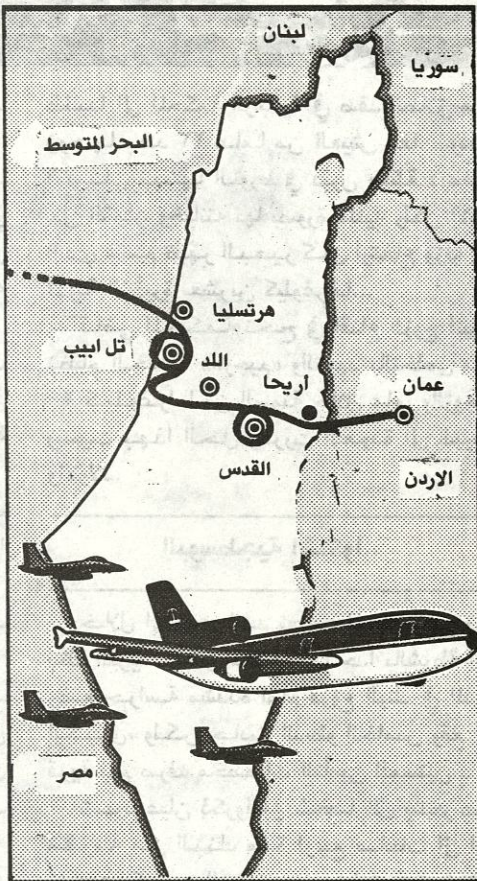 لبنان
سوريا
البحر المتوسط
هرتسليا
تل ابيب
اللد
أريحا
عمان
القدس
الاردن
مصر